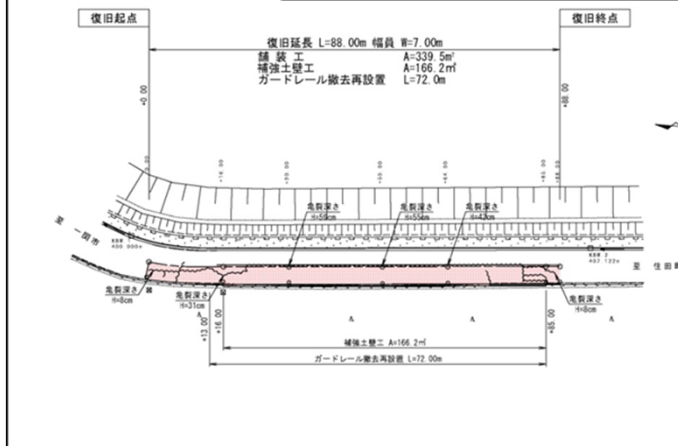 復旧起点
復旧終点
復旧延長 L=88.00m 幅員 W=7.00m
舗 装 工 A=339.5㎡
補強土壁工 A=166.2㎡
ガードレール撤去再設置 L=72.0m
+0.00
+88.00
亀裂深さ
亀裂深さ
H=55cm
亀裂深さ
至 一関市
至 住田町
亀裂深さ
H=8cm
亀裂深さ
H=31cm
亀裂深さ
H=8cm
+13.00
+16.00
+85.00
補強土壁工 A=166.2㎡
ガードレール撤去再設置 L=72.00m